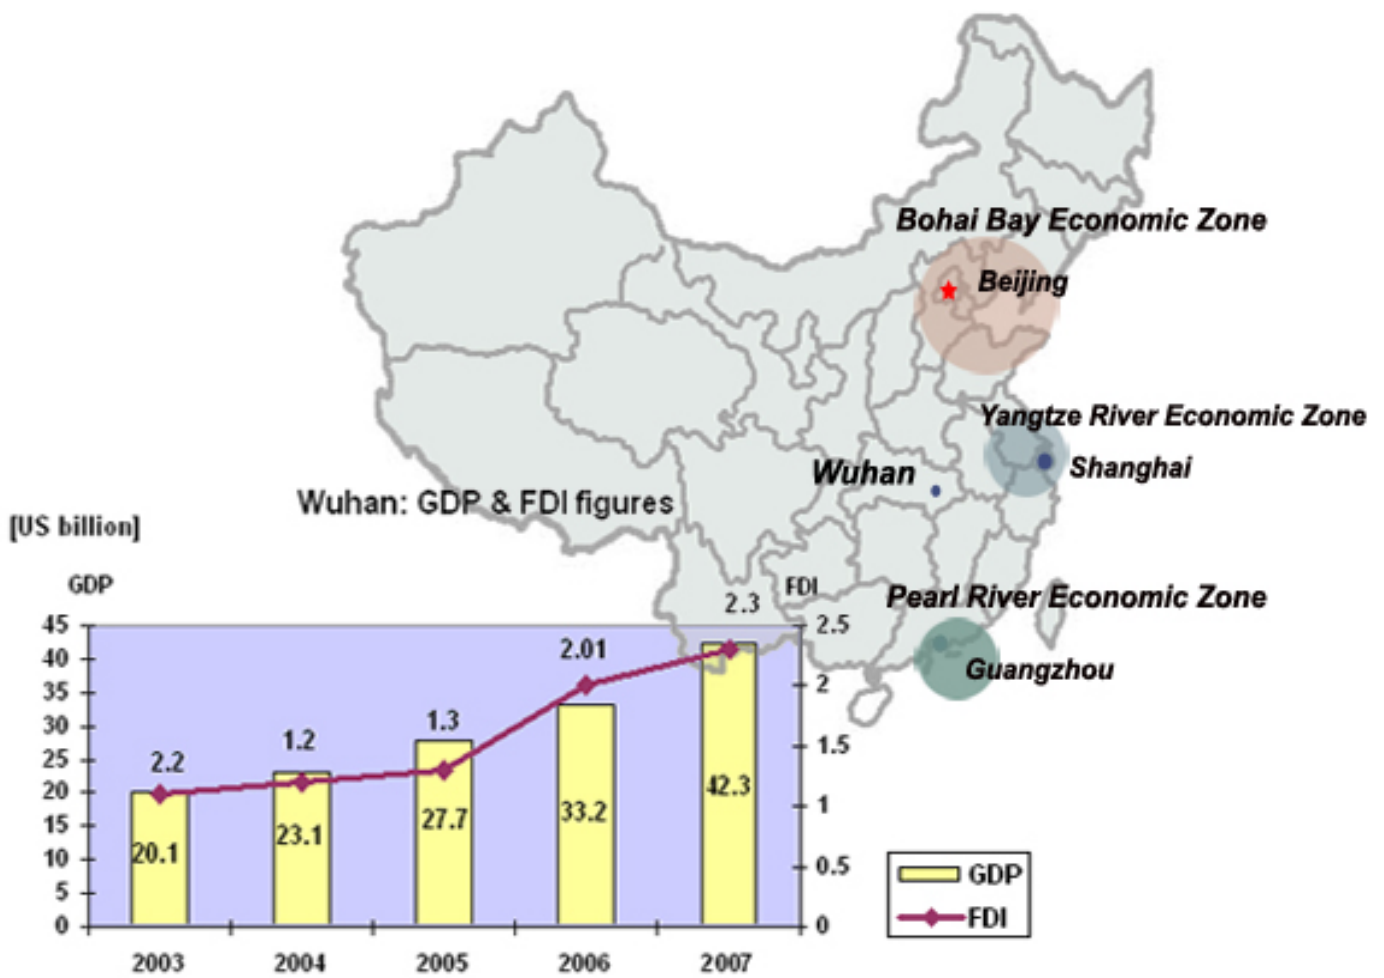 Bohai Bay Economic Zone
Beijing
Yangtze River Economic Zone
Wuhan
Shanghai
Wuhan: GDP & FDI figures
[US billion]
GDP
FDI
Pearl River Economic Zone
Guangzhou
45
40
35
30
25
20
15
10
5
0
2.5
2
1.5
1
0.5
0
2.2
1.2
1.3
2.01
2.3
20.1
23.1
27.7
33.2
42.3
2003
2004
2005
2006
2007
GDP
FDI